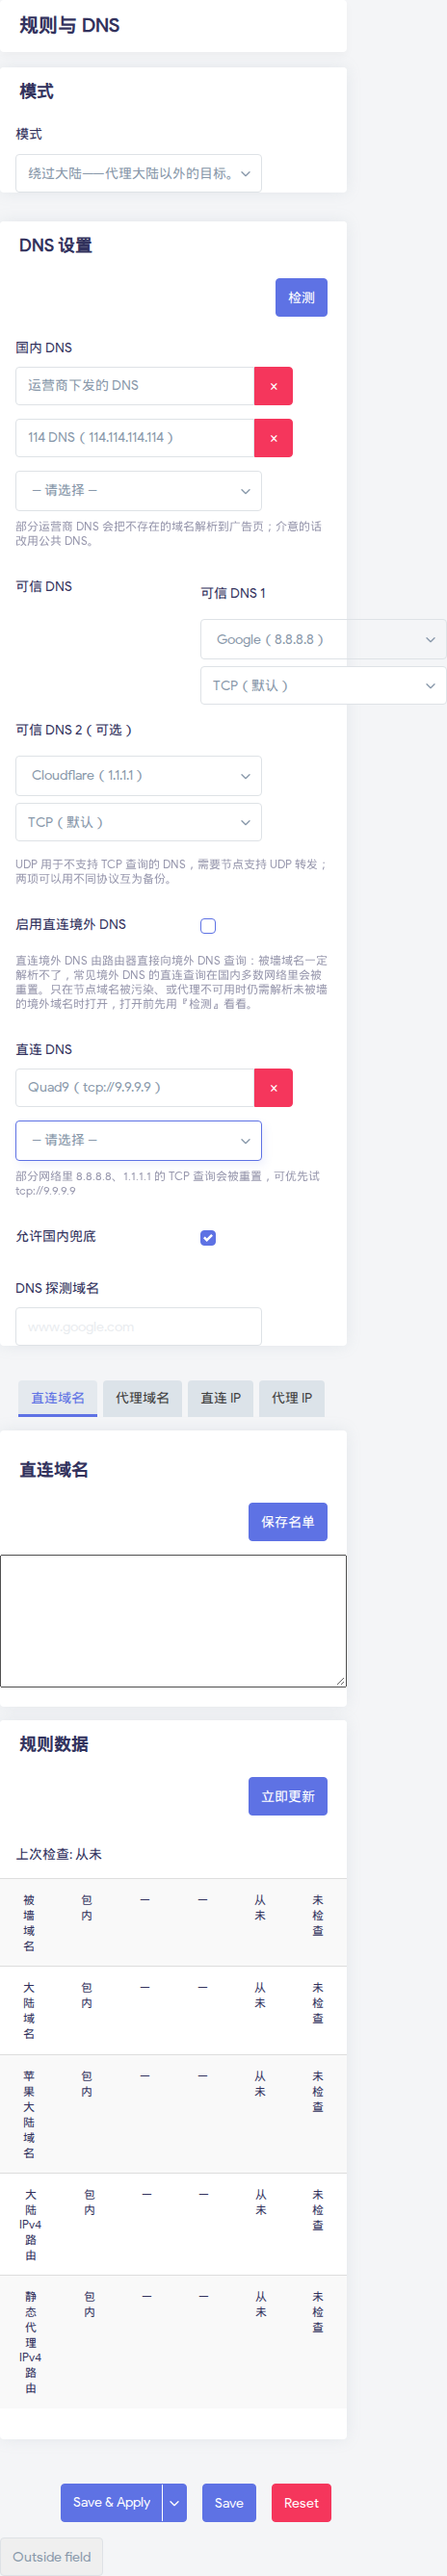 规则与 DNS
模式
模式
绕过大陆——代理大陆以外的目标。
DNS 设置
检测
国内 DNS
运营商下发的 DNS
×
114 DNS（114.114.114.114）
×
-- 请选择 --
部分运营商 DNS 会把不存在的域名解析到广告页；介意的话
改用公共 DNS。
可信 DNS
可信 DNS 1
Google（8.8.8.8）
TCP（默认）
可信 DNS 2（可选）
Cloudflare（1.1.1.1）
TCP（默认）
UDP 用于不支持 TCP 查询的 DNS，需要节点支持 UDP 转发；
两项可以用不同协议互为备份。
启用直连境外 DNS
直连境外 DNS 由路由器直接向境外 DNS 查询：被墙域名一定
解析不了，常见境外 DNS 的直连查询在国内多数网络里会被
重置。只在节点域名被污染、或代理不可用时仍需解析未被墙
的境外域名时打开，打开前先用『检测』看看。
直连 DNS
Quad9（tcp://9.9.9.9）
×
-- 请选择 --
部分网络里 8.8.8.8、1.1.1.1 的 TCP 查询会被重置，可优先试
tcp://9.9.9.9
允许国内兜底
DNS 探测域名
www.google.com
直连域名 代理域名 直连 IP 代理 IP
直连域名
保存名单
规则数据
立即更新
上次检查: 从未
被墙域名 包内 — — 从未 未检查
大陆域名 包内 — — 从未 未检查
苹果大陆域名 包内 — — 从未 未检查
大陆 IPv4 路由 包内 — — 从未 未检查
静态代理 IPv4 路由 包内 — — 从未 未检查
Save & Apply Save Reset
Outside field